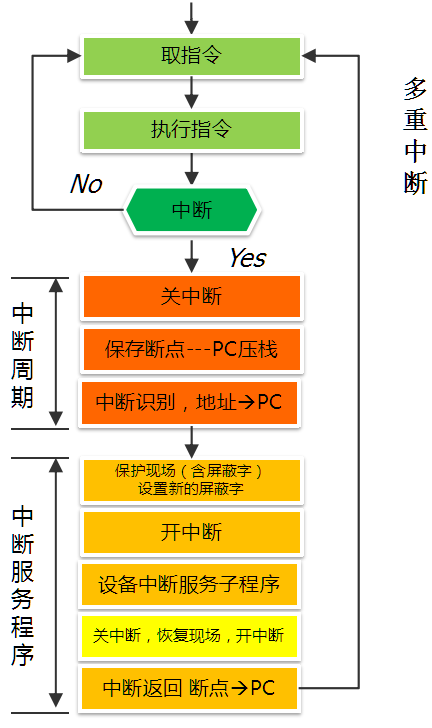 取指令
执行指令
中断
No
Yes
多重中断
中断周期
关中断
保存断点---PC压栈
中断识别，地址→PC
中断服务程序
保护现场（含屏蔽字）
设置新的屏蔽字
开中断
设备中断服务子程序
关中断，恢复现场，开中断
中断返回 断点→PC